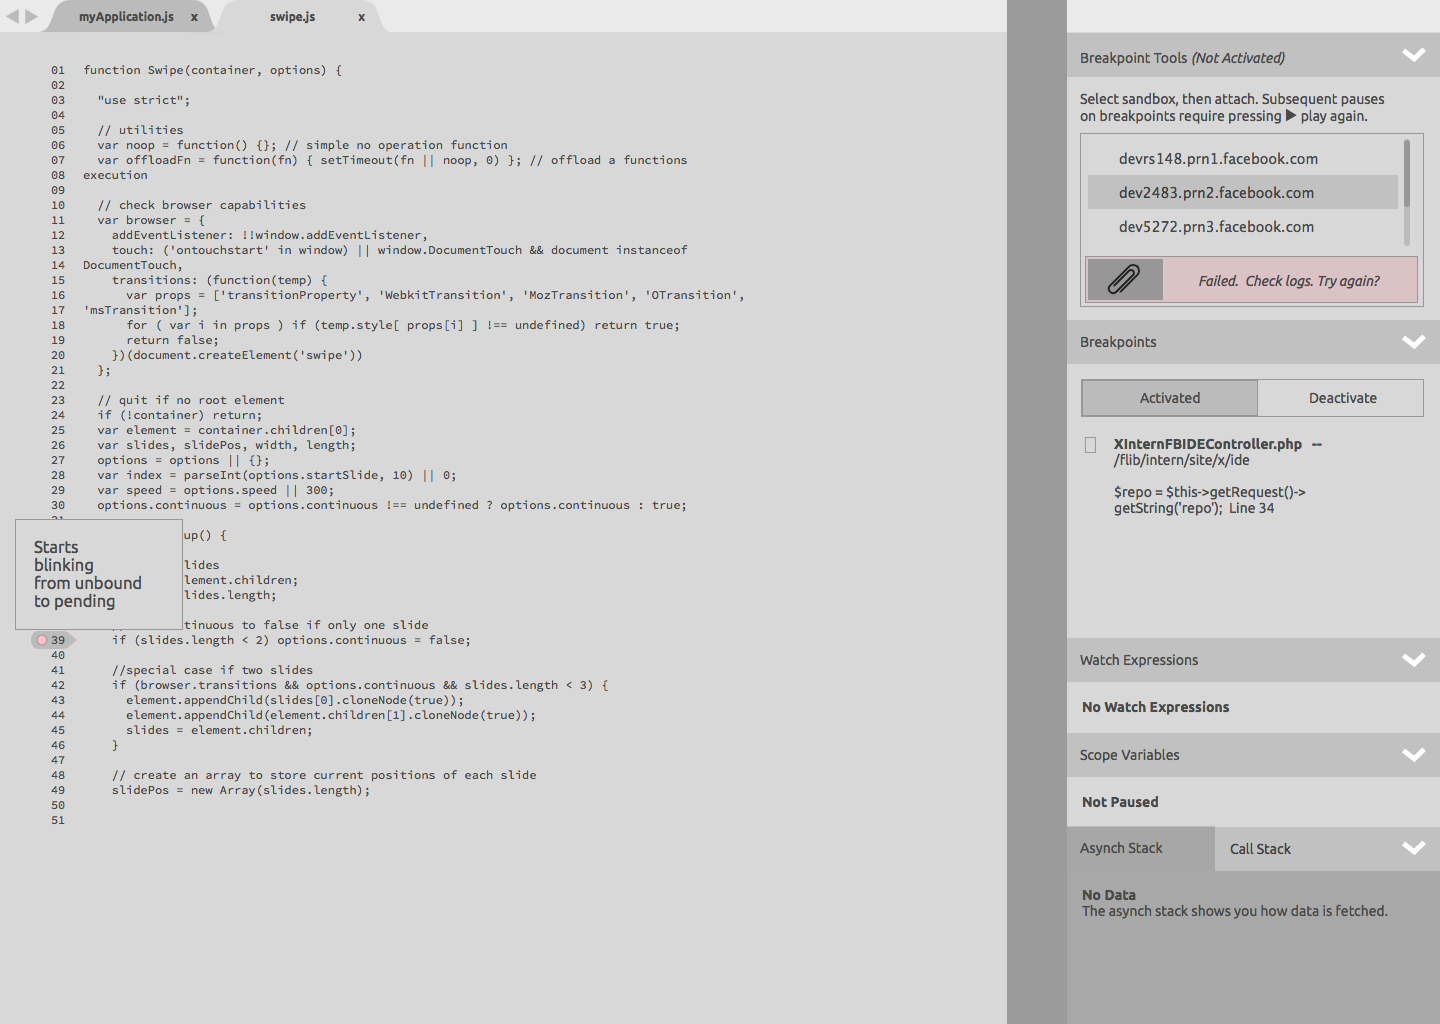 myApplication.js x swipe.js x
01 function Swipe(container, options) {
02
03 "use strict";
04
05 // utilities
06 var noop = function() {}; // simple no operation function
07 var offloadFn = function(fn) { setTimeout(fn || noop, 0) }; // offload a functions
08 execution
09
10 // check browser capabilities
11 var browser = {
12 addEventListener: !!window.addEventListener,
13 touch: ('ontouchstart' in window) || window.DocumentTouch && document instanceof
14 DocumentTouch,
15 transitions: (function(temp) {
16 var props = ['transitionProperty', 'WebkitTransition', 'MozTransition', 'OTransition',
17 'msTransition'];
18 for ( var i in props ) if (temp.style[ props[i] ] !== undefined) return true;
19 return false;
20 })(document.createElement('swipe'))
21 };
22
23 // quit if no root element
24 if (!container) return;
25 var element = container.children[0];
26 var slides, slidePos, width, length;
27 options = options || {};
28 var index = parseInt(options.startSlide, 10) || 0;
29 var speed = options.speed || 300;
30 options.continuous = options.continuous !== undefined ? options.continuous : true;
up() {
lides
lement.children;
lides.length;
tinuous to false if only one slide
Starts
blinking
from unbound
to pending
39 if (slides.length < 2) options.continuous = false;
40
41 //special case if two slides
42 if (browser.transitions && options.continuous && slides.length < 3) {
43 element.appendChild(slides[0].cloneNode(true));
44 element.appendChild(element.children[1].cloneNode(true));
45 slides = element.children;
46 }
47
48 // create an array to store current positions of each slide
49 slidePos = new Array(slides.length);
50
51
Breakpoint Tools (Not Activated)
Select sandbox, then attach. Subsequent pauses
on breakpoints require pressing ▶ play again.
devrs148.prn1.facebook.com
dev2483.prn2.facebook.com
dev5272.prn3.facebook.com
Failed. Check logs. Try again?
Breakpoints
Activated Deactivate
XInternFBIDEController.php --
/flib/intern/site/x/ide
$repo = $this->getRequest()->
getString('repo'); Line 34
Watch Expressions
No Watch Expressions
Scope Variables
Not Paused
Asynch Stack Call Stack
No Data
The asynch stack shows you how data is fetched.